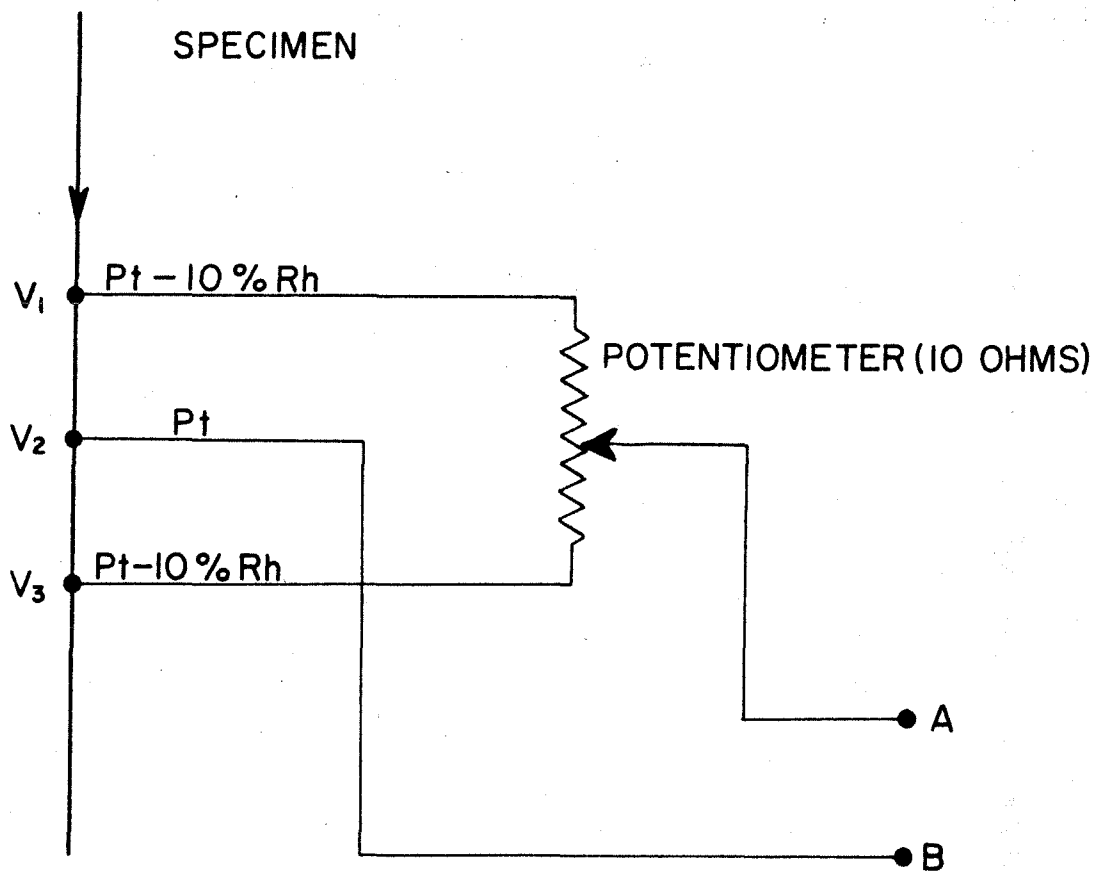 SPECIMEN
V₁
Pt – 10 % Rh
POTENTIOMETER (10 OHMS)
V₂
Pt
V₃
Pt–10 % Rh
A
B